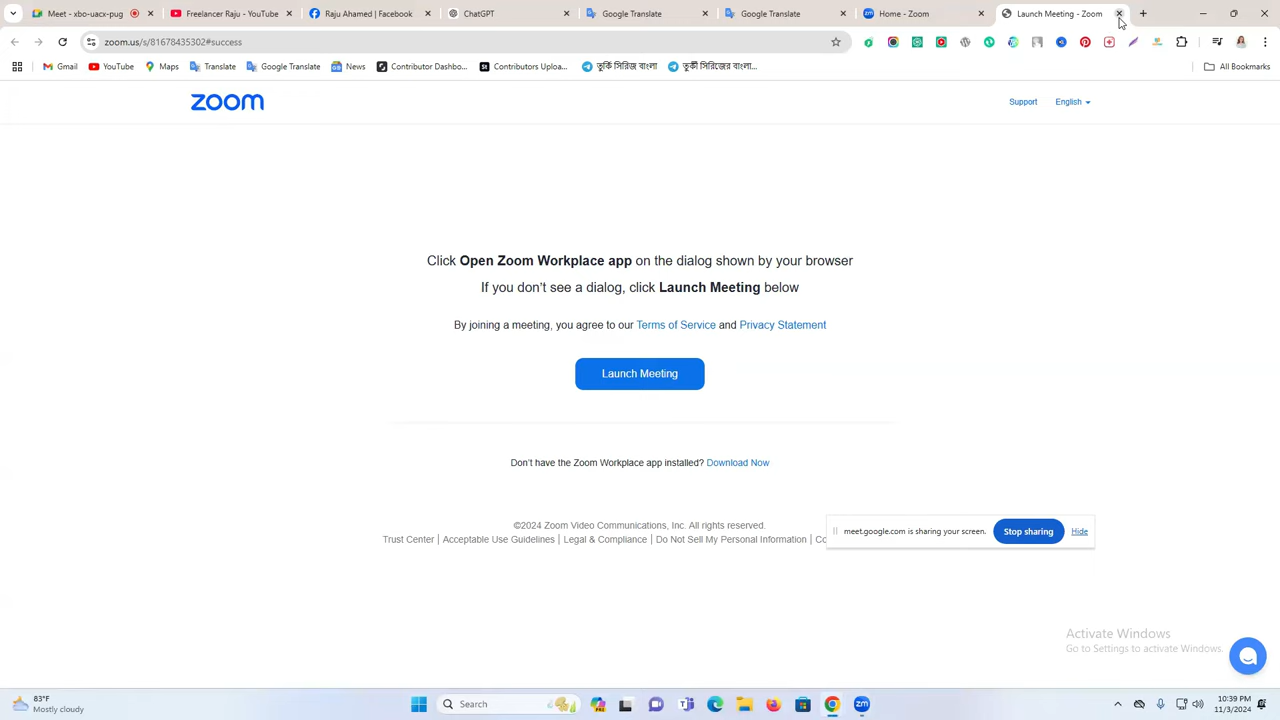 Meet - xbo-uacx-pag
Freelancer Raju - YouTube
Raju Ahamed | Facebook
ChatGPT
Google Translate
Google Translate
Home - Zoom
Launch Meeting - Zoom
zoom.us/s/81678435302#success
Gmail
YouTube
Maps
Translate
Google Translate
News
Contributor Dashbo...
Contributors Uploa...
তুর্কি সিরিজ বাংলা
তুর্কী সিরিজের বাংলা...
All Bookmarks
zoom
Support
English
Click Open Zoom Workplace app on the dialog shown by your browser
If you don't see a dialog, click Launch Meeting below
By joining a meeting, you agree to our Terms of Service and Privacy Statement
Launch Meeting
Don't have the Zoom Workplace app installed? Download Now
©2024 Zoom Video Communications, Inc. All rights reserved.
Trust Center | Acceptable Use Guidelines | Legal & Compliance | Do Not Sell My Personal Information | Co
meet.google.com is sharing your screen.
Stop sharing
Hide
Activate Windows
Go to Settings to activate Windows.
83°F
Mostly cloudy
Search
10:39 PM
11/3/2024